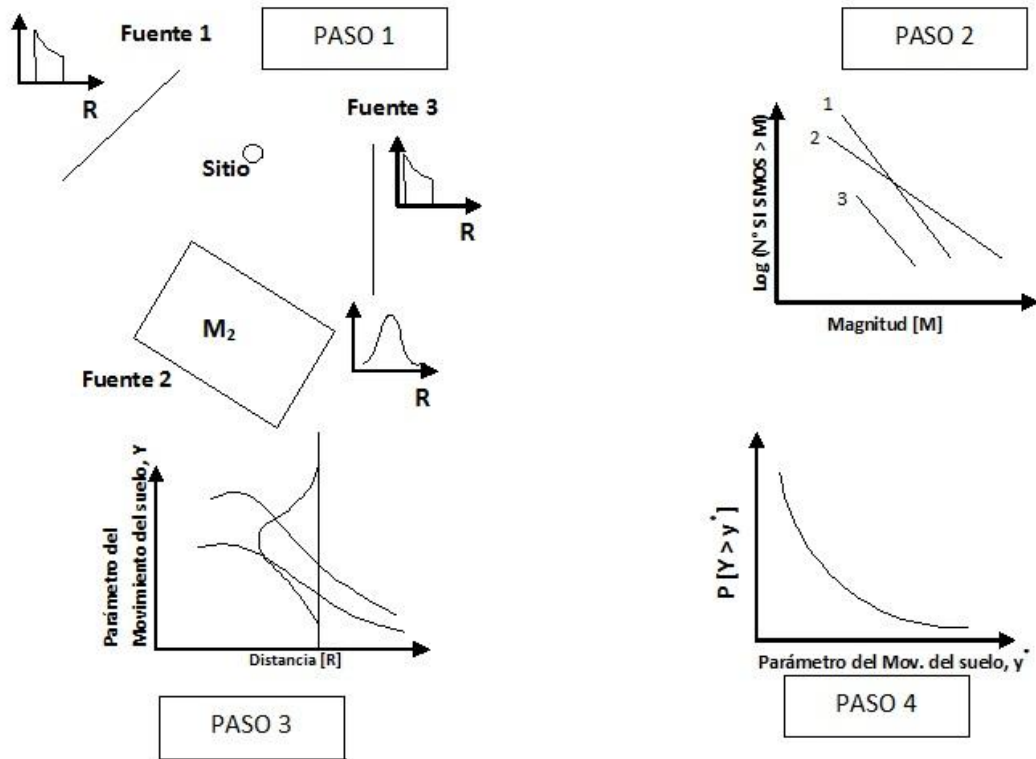 Fuente 1
PASO 1
R
Fuente 3
Sitio
R
M₂
Fuente 2
R
PASO 2
Log (N° SI SMOS > M)
1
2
3
Magnitud [M]
Parámetro del
Movimiento del suelo, Y
Distancia [R]
PASO 3
P [Y > y*]
Parámetro del Mov. del suelo, y*
PASO 4